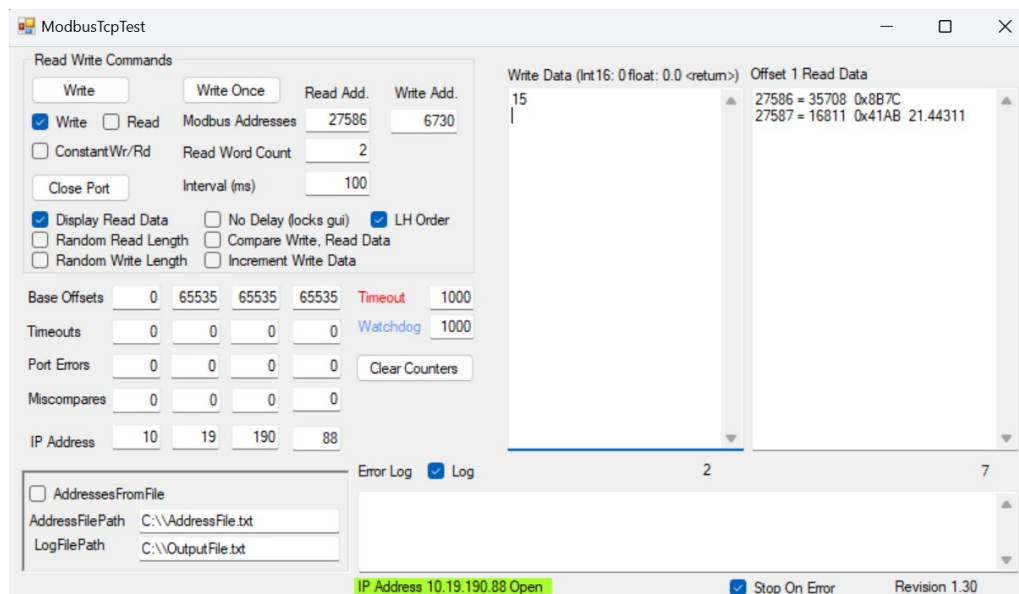 ModbusTcpTest
Read Write Commands
Write Write Once Read Add. Write Add.
Write Read Modbus Addresses 27586 6730
ConstantWr/Rd Read Word Count 2
Close Port Interval (ms) 100
Display Read Data No Delay (locks gui) LH Order
Random Read Length Compare Write, Read Data
Random Write Length Increment Write Data
Base Offsets 0 65535 65535 65535 Timeout 1000
Timeouts 0 0 0 0 Watchdog 1000
Port Errors 0 0 0 0 Clear Counters
Miscompares 0 0 0 0
IP Address 10 19 190 88
Write Data (Int16: 0 float: 0.0 <return>) Offset 1 Read Data
15
27586 = 35708 0x8B7C
27587 = 16811 0x41AB 21.44311
Error Log Log 2 7
AddressesFromFile
AddressFilePath C:\\AddressFile.txt
LogFilePath C:\\OutputFile.txt
IP Address 10.19.190.88 Open Stop On Error Revision 1.30